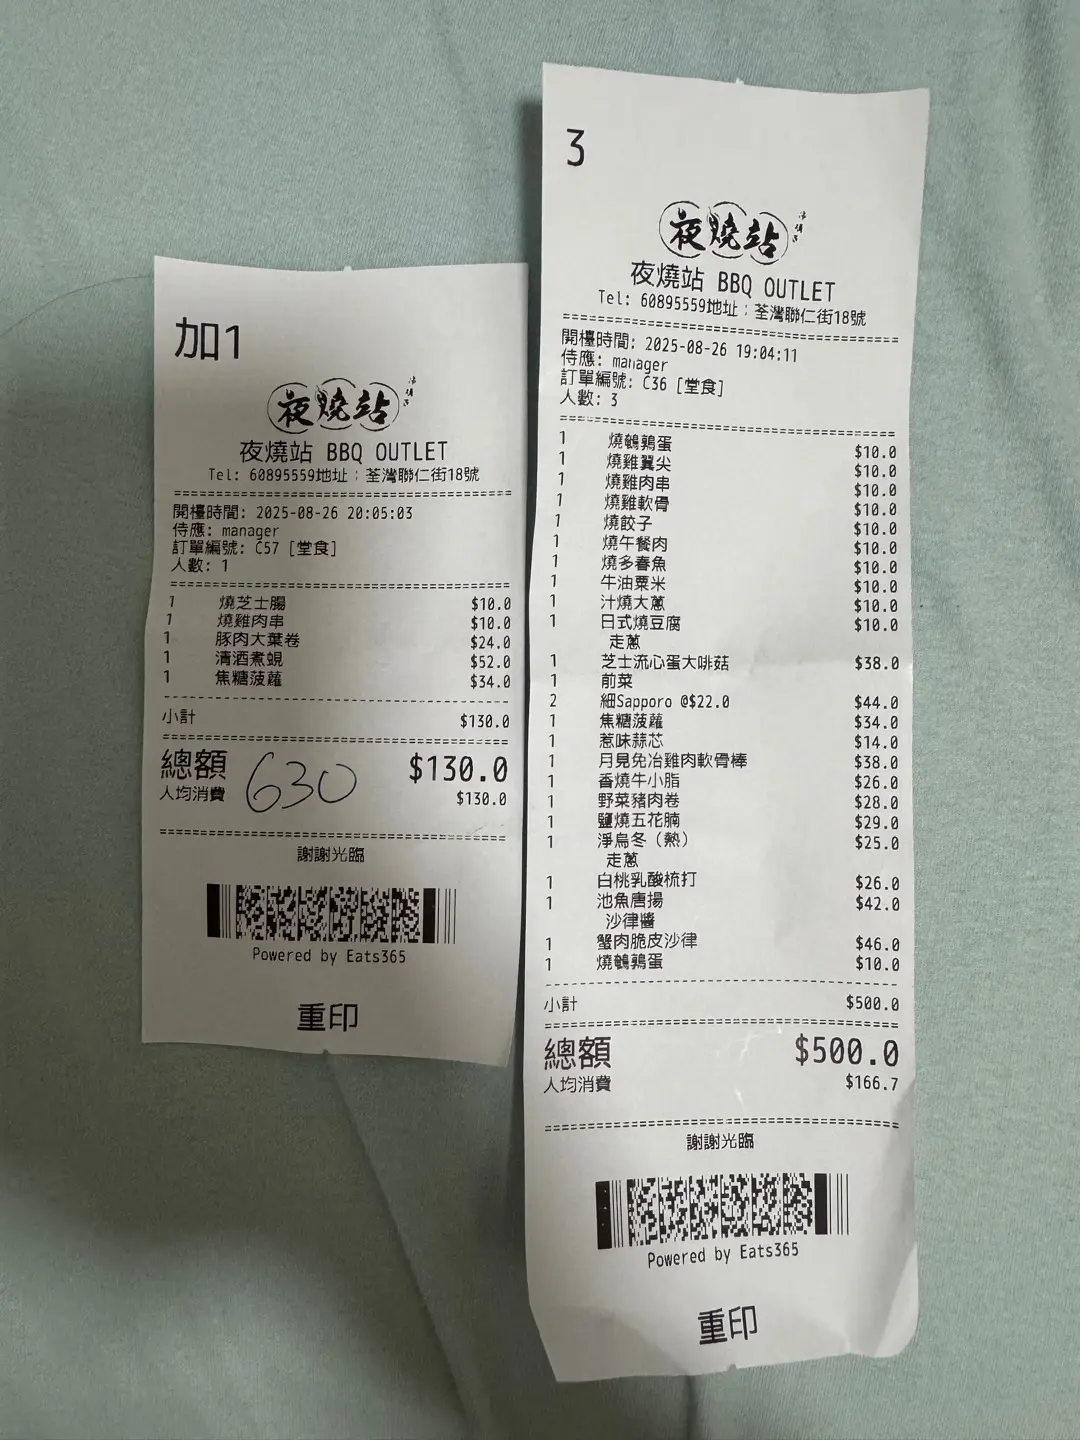 加1
夜燒站
夜燒站 BBQ OUTLET
Tel: 60895559地址：荃灣聯仁街18號
開檯時間: 2025-08-26 20:05:03
侍應: manager
訂單編號: C57 [堂食]
人數: 1
1 燒芝士腸 $10.0
1 燒雞肉串 $10.0
1 豚肉大葉卷 $24.0
1 清酒煮蜆 $52.0
1 焦糖菠蘿 $34.0
小計 $130.0
總額 630 $130.0
人均消費 $130.0
謝謝光臨
Powered by Eats365
重印
3
夜燒站
夜燒站 BBQ OUTLET
Tel: 60895559地址：荃灣聯仁街18號
開檯時間: 2025-08-26 19:04:11
侍應: manager
訂單編號: C36 [堂食]
人數: 3
1 燒鵪鶉蛋 $10.0
1 燒雞翼尖 $10.0
1 燒雞肉串 $10.0
1 燒雞軟骨 $10.0
1 燒餃子 $10.0
1 燒午餐肉 $10.0
1 燒多春魚 $10.0
1 牛油粟米 $10.0
1 汁燒大蔥 $10.0
1 日式燒豆腐 $10.0
走蔥
1 芝士流心蛋大啡菇 $38.0
1 前菜
2 細Sapporo @$22.0 $44.0
1 焦糖菠蘿 $34.0
1 惹味蒜芯 $14.0
1 月見免冶雞肉軟骨棒 $38.0
1 香燒牛小脂 $26.0
1 野菜豬肉卷 $28.0
1 鹽燒五花腩 $29.0
1 淨烏冬（熱） $25.0
走蔥
1 白桃乳酸梳打 $26.0
1 池魚唐揚 $42.0
沙律醬
1 蟹肉脆皮沙律 $46.0
1 燒鵪鶉蛋 $10.0
小計 $500.0
總額 $500.0
人均消費 $166.7
謝謝光臨
Powered by Eats365
重印